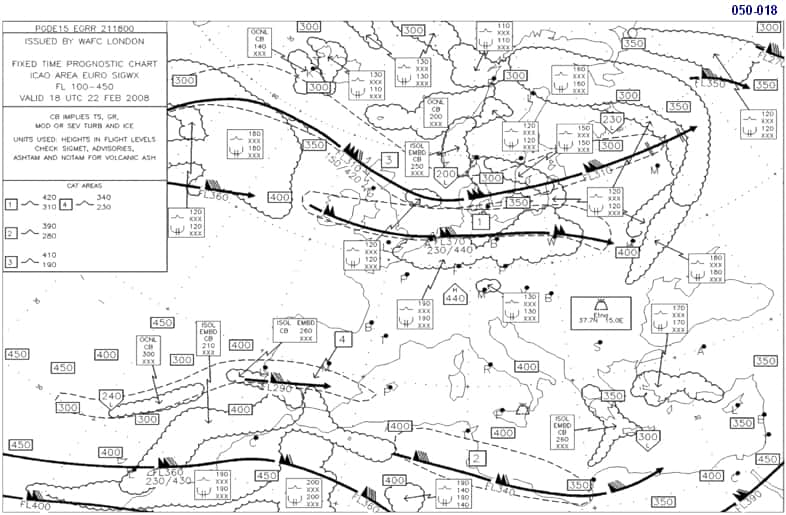 050-018
PGDE15 EGRR 211800
ISSUED BY WAFC LONDON
FIXED TIME PROGNOSTIC CHART
ICAO AREA EURO SIGWX
FL 100-450
VALID 18 UTC 22 FEB 2008
CB IMPLIES TS, GR,
MOD OR SEV TURB AND ICE
UNITS USED: HEIGHTS IN FLIGHT LEVELS
CHECK SIGMET, ADVISORIES,
ASHTAM AND NOTAM FOR VOLCANIC ASH
CAT AREAS
1 420 310
4 340 230
2 390 280
3 410 190
300
OCNL
CB
140
XXX
300
130
XXX
110
XXX
300
130
XXX
130
XXX
110
XXX
110
XXX
300
350
300
350
FL350
160
XXX
160
XXX
300
120
XXX
120
XXX
180
XXX
180
XXX
350
OCNL
CB
200
XXX
120
XXX
120
XXX
150
XXX
150
XXX
230
300
3
ISOL
EMBD
CB
250
XXX
200
300
FL360
400
120
XXX
120
XXX
350
1
120
XXX
120
XXX
M
120
XXX
120
XXX
FL370
230/440
B
W
400
180
XXX
180
XXX
190
XXX
190
XXX
P
440
M
130
XXX
130
XXX
Etna
37.7N 15.0E
170
XXX
170
XXX
450
450
400
OCNL
CB
300
XXX
300
ISOL
EMBD
CB
210
XXX
400
ISOL EMBD
CB 260
XXX
4
B
450
300
240
300
FL290
400
P
R
400
S
A
350
350
400
400
ISOL
EMBD
CB
260
XXX
300
350
L
450
400
FL360
230/430
190
XXX
190
XXX
450
200
XXX
200
XXX
FL360
400
190
140
190
140
2
FL340
350
350
400
450
C
FL390
FL400